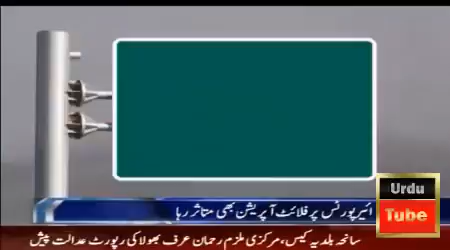 ائیرپورٹس پر فلائٹ آپریشن بھی متاثر رہا
Urdu
Tube
سانحہ بلدیہ کیس، مرکزی ملزم رحمان عرف بھولا کی رپورٹ عدالت پیش